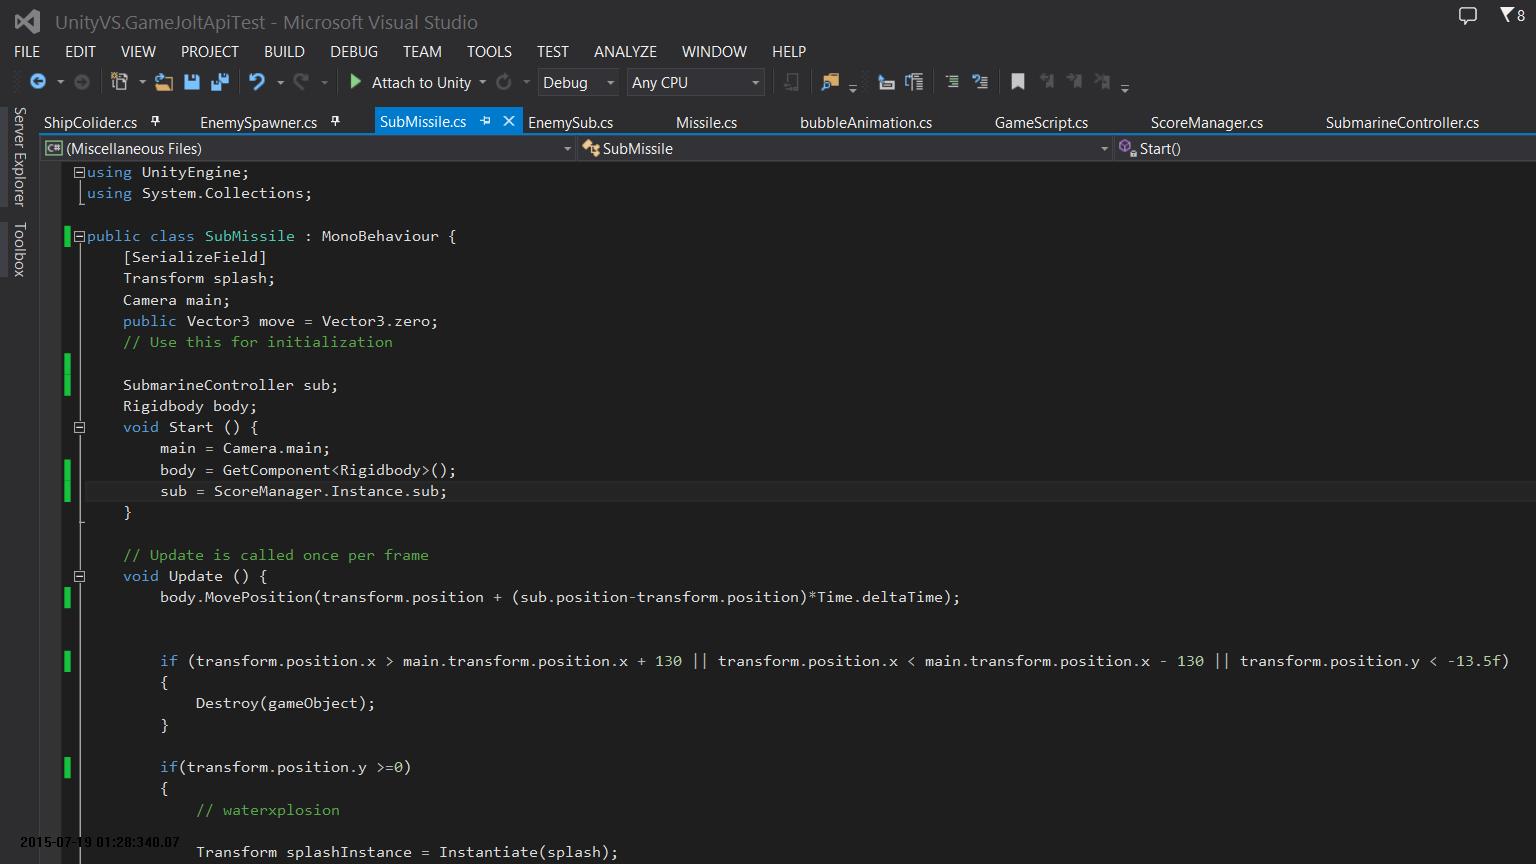 UnityVS.GameJoltApiTest - Microsoft Visual Studio
8
FILE EDIT VIEW PROJECT BUILD DEBUG TEAM TOOLS TEST ANALYZE WINDOW HELP
Attach to Unity Debug Any CPU
Server Explorer
Toolbox
ShipColider.cs EnemySpawner.cs SubMissile.cs EnemySub.cs Missile.cs bubbleAnimation.cs GameScript.cs ScoreManager.cs SubmarineController.cs
C# (Miscellaneous Files) SubMissile Start()
using UnityEngine;
using System.Collections;
public class SubMissile : MonoBehaviour {
[SerializeField]
Transform splash;
Camera main;
public Vector3 move = Vector3.zero;
// Use this for initialization
SubmarineController sub;
Rigidbody body;
void Start () {
main = Camera.main;
body = GetComponent<Rigidbody>();
sub = ScoreManager.Instance.sub;
}
// Update is called once per frame
void Update () {
body.MovePosition(transform.position + (sub.position-transform.position)*Time.deltaTime);
if (transform.position.x > main.transform.position.x + 130 || transform.position.x < main.transform.position.x - 130 || transform.position.y < -13.5f)
{
Destroy(gameObject);
}
if(transform.position.y >=0)
{
// waterxplosion
Transform splashInstance = Instantiate(splash);
2015-07-19 01:28:340.07